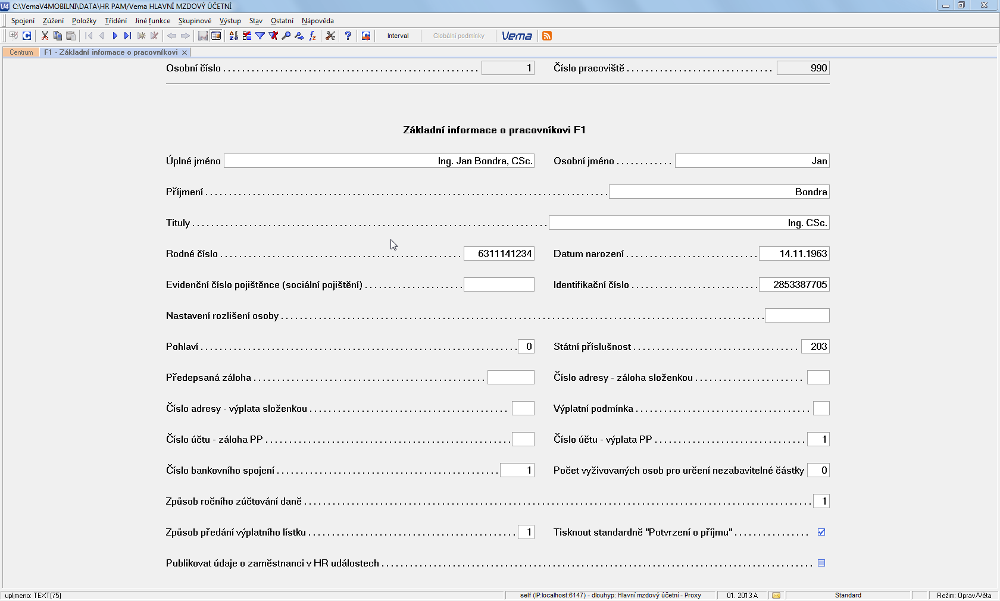 C:\VemaV4MOBILNI\DATA\HR PAM/Vema HLAVNÍ MZDOVÝ ÚČETNÍ
Spojení Zúžení Položky Třídění Jiné funkce Skupinové Výstup Stav Ostatní Nápověda
Interval Globální podmínky Vema
Centrum F1 - Základní informace o pracovníkovi
Osobní číslo 1 Číslo pracoviště 990
Základní informace o pracovníkovi F1
Úplné jméno Ing. Jan Bondra, CSc. Osobní jméno Jan
Příjmení Bondra
Tituly Ing. CSc.
Rodné číslo 6311141234 Datum narození 14.11.1963
Evidenční číslo pojištěnce (sociální pojištění) Identifikační číslo 2853387705
Nastavení rozlišení osoby
Pohlaví 0 Státní příslušnost 203
Předepsaná záloha Číslo adresy - záloha složenkou
Číslo adresy - výplata složenkou Výplatní podmínka
Číslo účtu - záloha PP Číslo účtu - výplata PP 1
Číslo bankovního spojení 1 Počet vyživovaných osob pro určení nezabavitelné částky 0
Způsob ročního zúčtování daně 1
Způsob předání výplatního lístku 1 Tisknout standardně "Potvrzení o příjmu"
Publikovat údaje o zaměstnanci v HR událostech
upljmeno: TEXT(75) self (IP:localhost:6147) - dlouhyp: Hlavní mzdový účetní - Proxy 01. 2013 A Standard Režim: Oprav/Věta